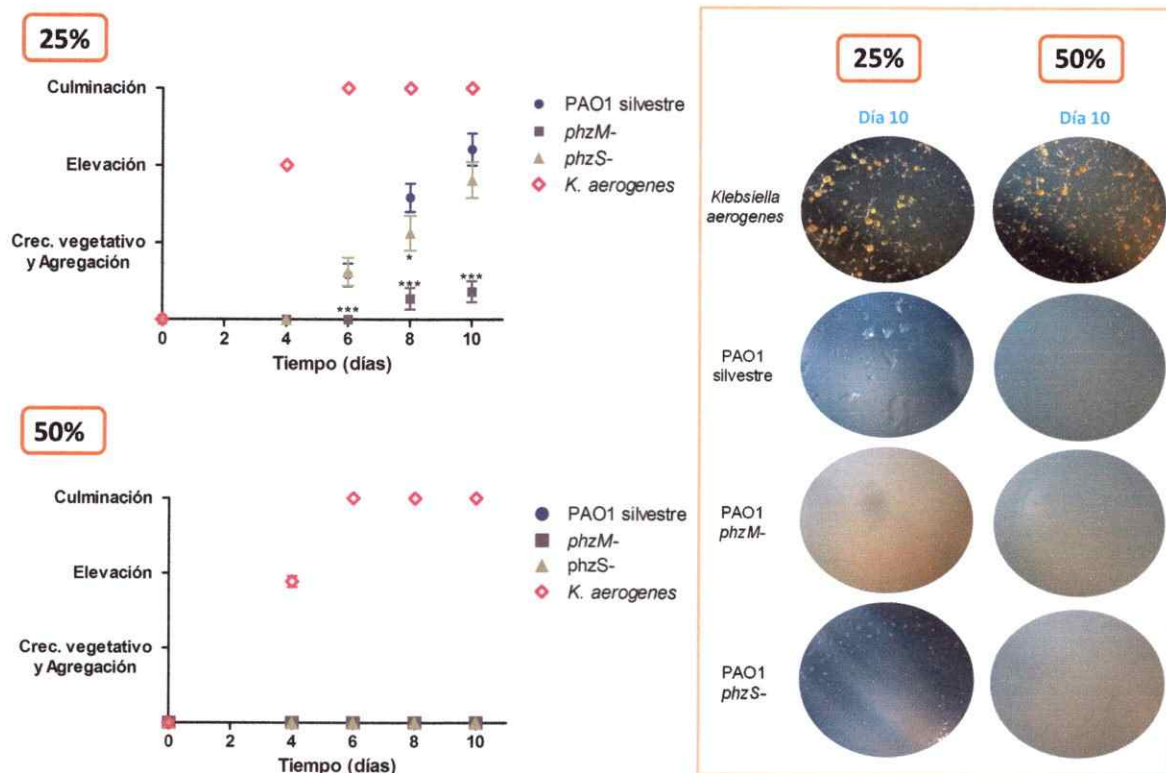 25%
Culminación
Elevación
Crec. vegetativo
y Agregación
***
*
***
***
0 2 4 6 8 10
Tiempo (días)
PAO1 silvestre
phzM-
phzS-
K. aerogenes
50%
Culminación
Elevación
Crec. vegetativo
y Agregación
0 2 4 6 8 10
Tiempo (días)
PAO1 silvestre
phzM-
phzS-
K. aerogenes
25% 50%
Día 10 Día 10
Klebsiella
aerogenes
PAO1
silvestre
PAO1
phzM-
PAO1
phzS-